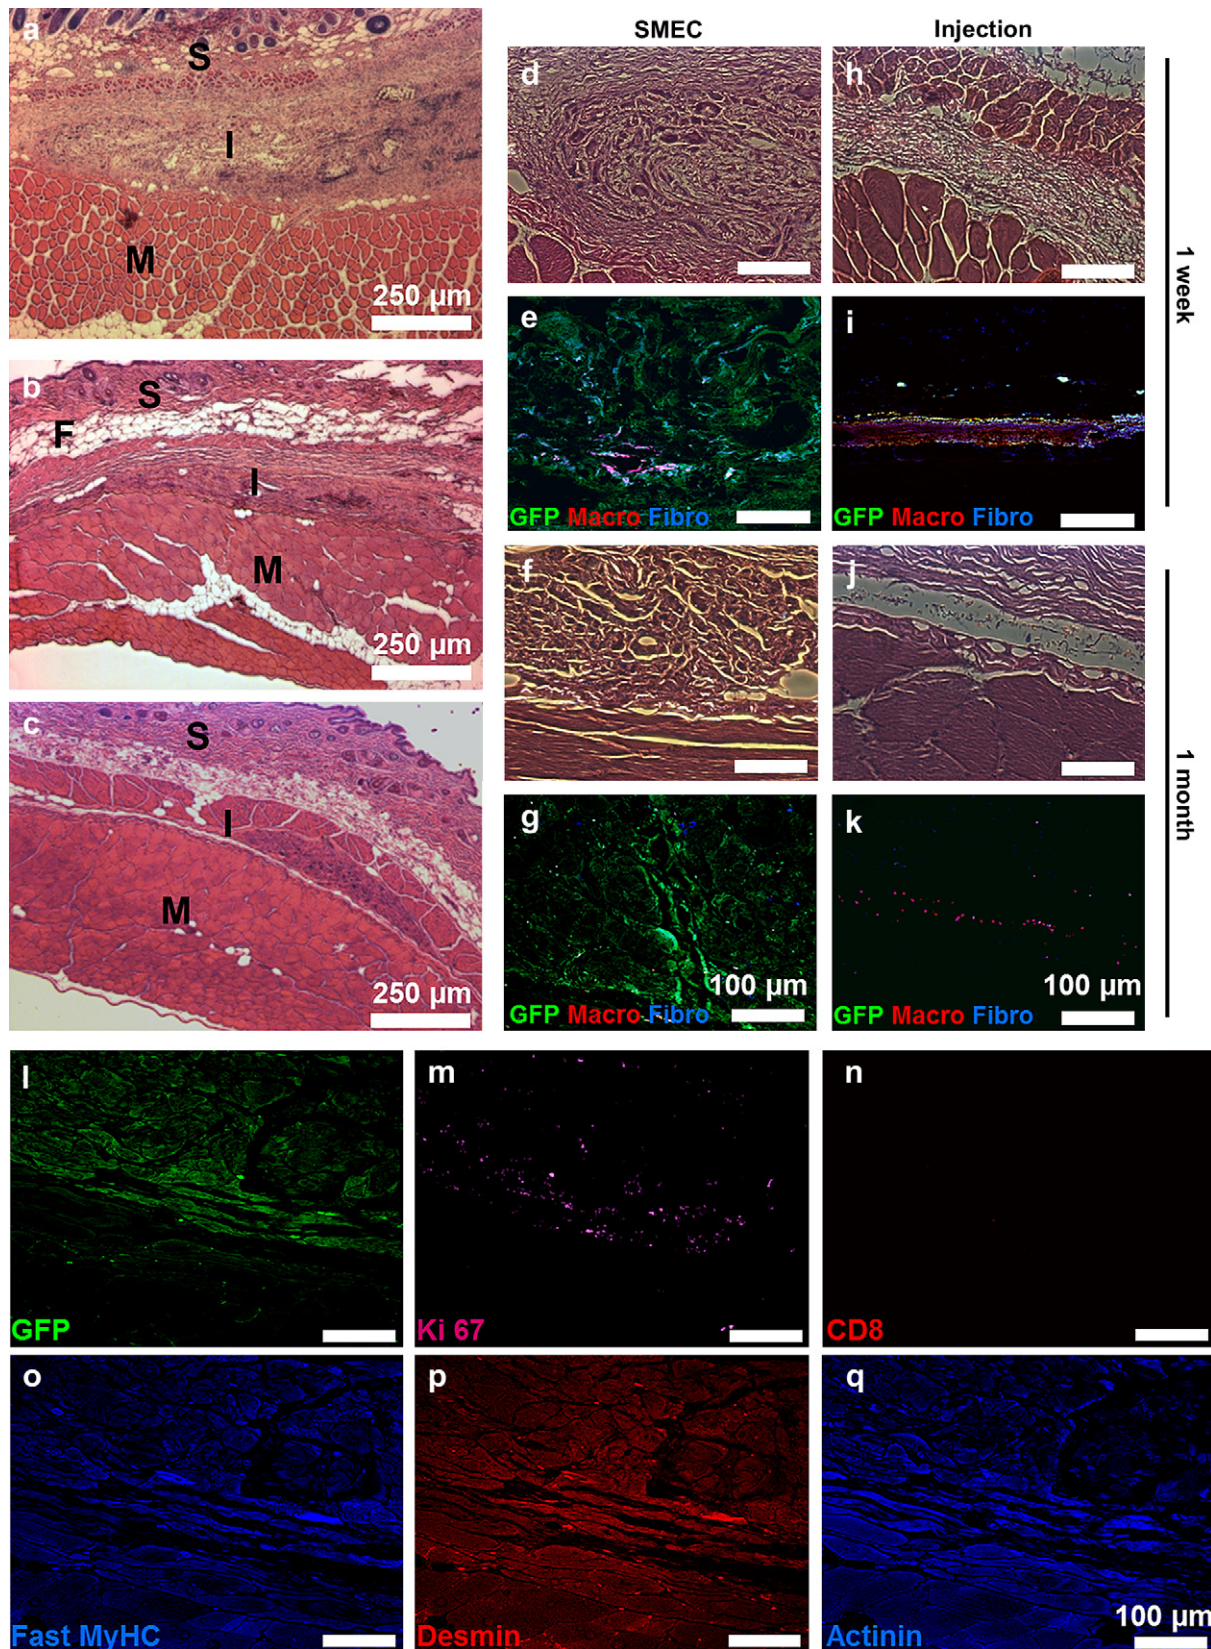 a
S
I
M
250 µm
b
S
F
I
M
250 µm
c
S
I
M
250 µm
SMEC
Injection
d
h
e
GFP Macro Fibro
i
GFP Macro Fibro
1 week
f
j
g
100 µm
GFP Macro Fibro
k
100 µm
GFP Macro Fibro
1 month
l
GFP
m
Ki 67
n
CD8
o
Fast MyHC
p
Desmin
q
100 µm
Actinin